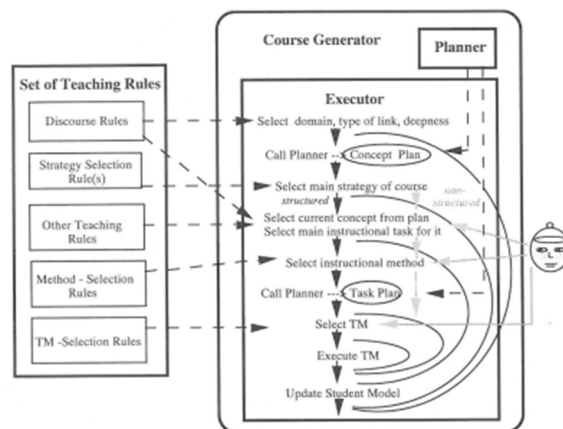 Course Generator
Planner
Set of Teaching Rules
Executor
Discourse Rules
Select domain, type of link, deepness
Call Planner
Concept Plan
Strategy Selection
Rule(s)
Select main strategy of course
structured
un-
structured
Other Teaching
Rules
Select current concept from plan
Select main instructional task for it
Method - Selection
Rules
Select instructional method
Call Planner
Task Plan
TM -Selection Rules
Select TM
Execute TM
Update Student Model